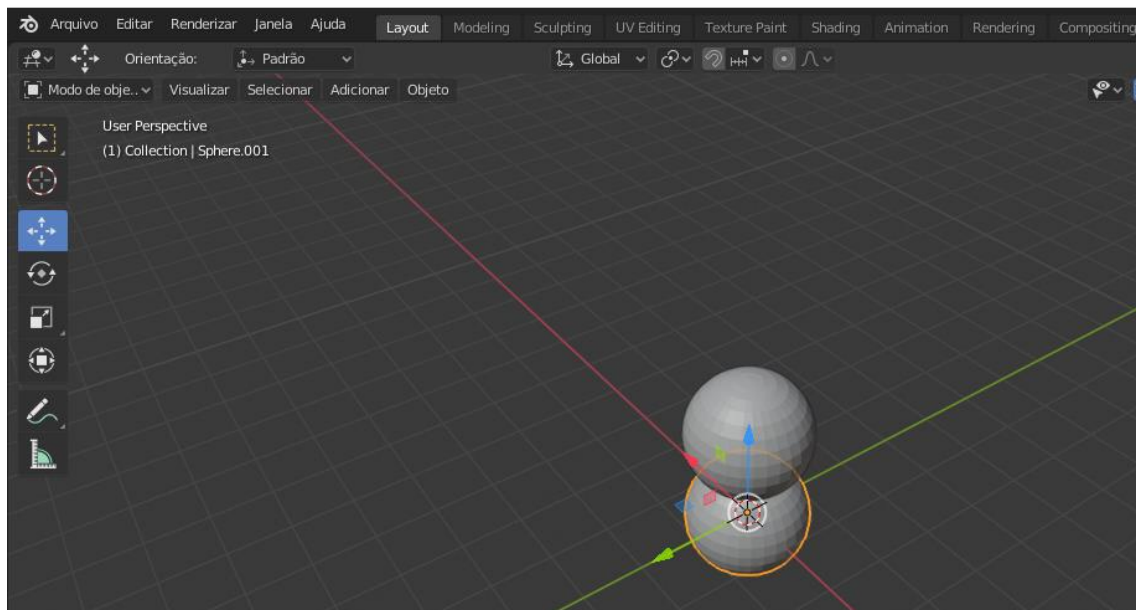 Arquivo Editar Renderizar Janela Ajuda Layout Modeling Sculpting UV Editing Texture Paint Shading Animation Rendering Compositing
Orientação: Padrão Global
Modo de obje.. Visualizar Selecionar Adicionar Objeto
User Perspective
(1) Collection | Sphere.001